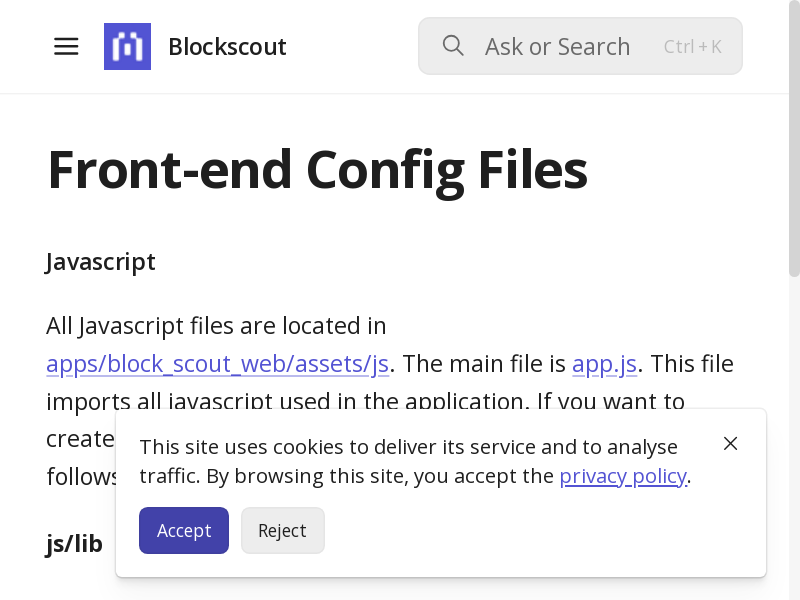 Blockscout
Ask or Search
Ctrl + K
Front-end Config Files
Javascript
All Javascript files are located in
apps/block_scout_web/assets/js. The main file is app.js. This file
imports all javascript used in the application. If you want to
create
follows
This site uses cookies to deliver its service and to analyse
traffic. By browsing this site, you accept the privacy policy.
Accept
Reject
js/lib